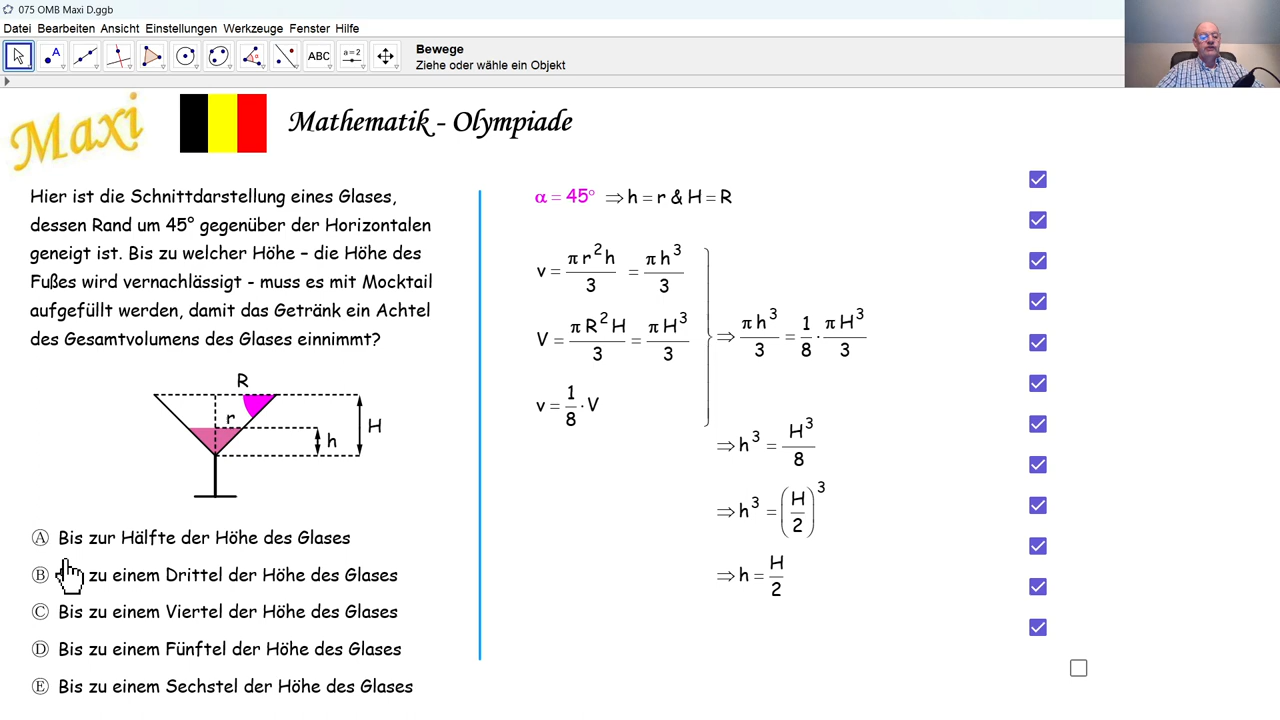 075 OMB Maxi D.ggb
Datei Bearbeiten Ansicht Einstellungen Werkzeuge Fenster Hilfe
A
ABC
a=2
Bewege
Ziehe oder wähle ein Objekt
Maxi
Mathematik - Olympiade
Hier ist die Schnittdarstellung eines Glases,
dessen Rand um 45° gegenüber der Horizontalen
geneigt ist. Bis zu welcher Höhe – die Höhe des
Fußes wird vernachlässigt - muss es mit Mocktail
aufgefüllt werden, damit das Getränk ein Achtel
des Gesamtvolumens des Glases einnimmt?
R
r
h
H
Ⓐ Bis zur Hälfte der Höhe des Glases
Ⓑ zu einem Drittel der Höhe des Glases
Ⓒ Bis zu einem Viertel der Höhe des Glases
Ⓓ Bis zu einem Fünftel der Höhe des Glases
Ⓔ Bis zu einem Sechstel der Höhe des Glases
α = 45° ⇒ h = r & H = R
v = πr²h/3 = πh³/3
V = πR²H/3 = πH³/3
v = 1/8 · V
⇒ πh³/3 = 1/8 · πH³/3
⇒ h³ = H³/8
⇒ h³ = (H/2)³
⇒ h = H/2